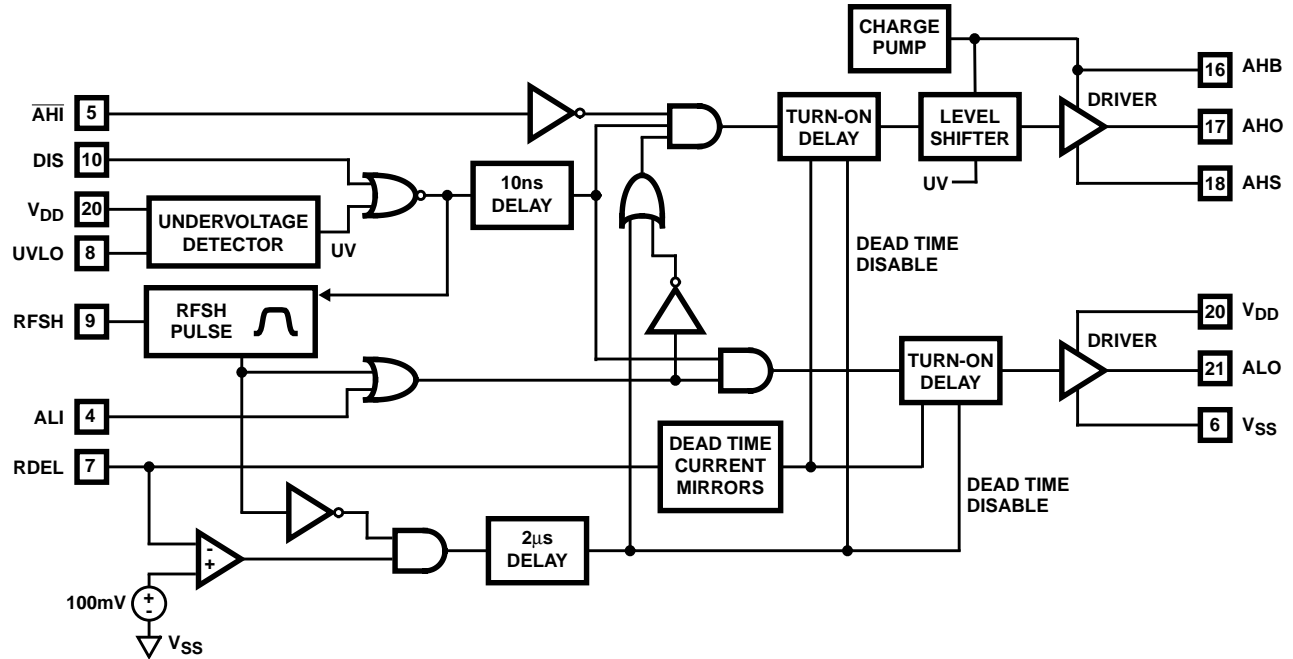 CHARGE
PUMP
16 AHB
AHI 5
DRIVER
TURN-ON
DELAY
LEVEL
SHIFTER
17 AHO
DIS 10
10ns
DELAY
UV
18 AHS
VDD 20
UNDERVOLTAGE
DETECTOR
UVLO 8
UV
DEAD TIME
DISABLE
RFSH 9
RFSH
PULSE
20 VDD
DRIVER
TURN-ON
DELAY
21 ALO
ALI 4
6 VSS
RDEL 7
DEAD TIME
CURRENT
MIRRORS
DEAD TIME
DISABLE
-
+
2μs
DELAY
100mV
+
-
VSS